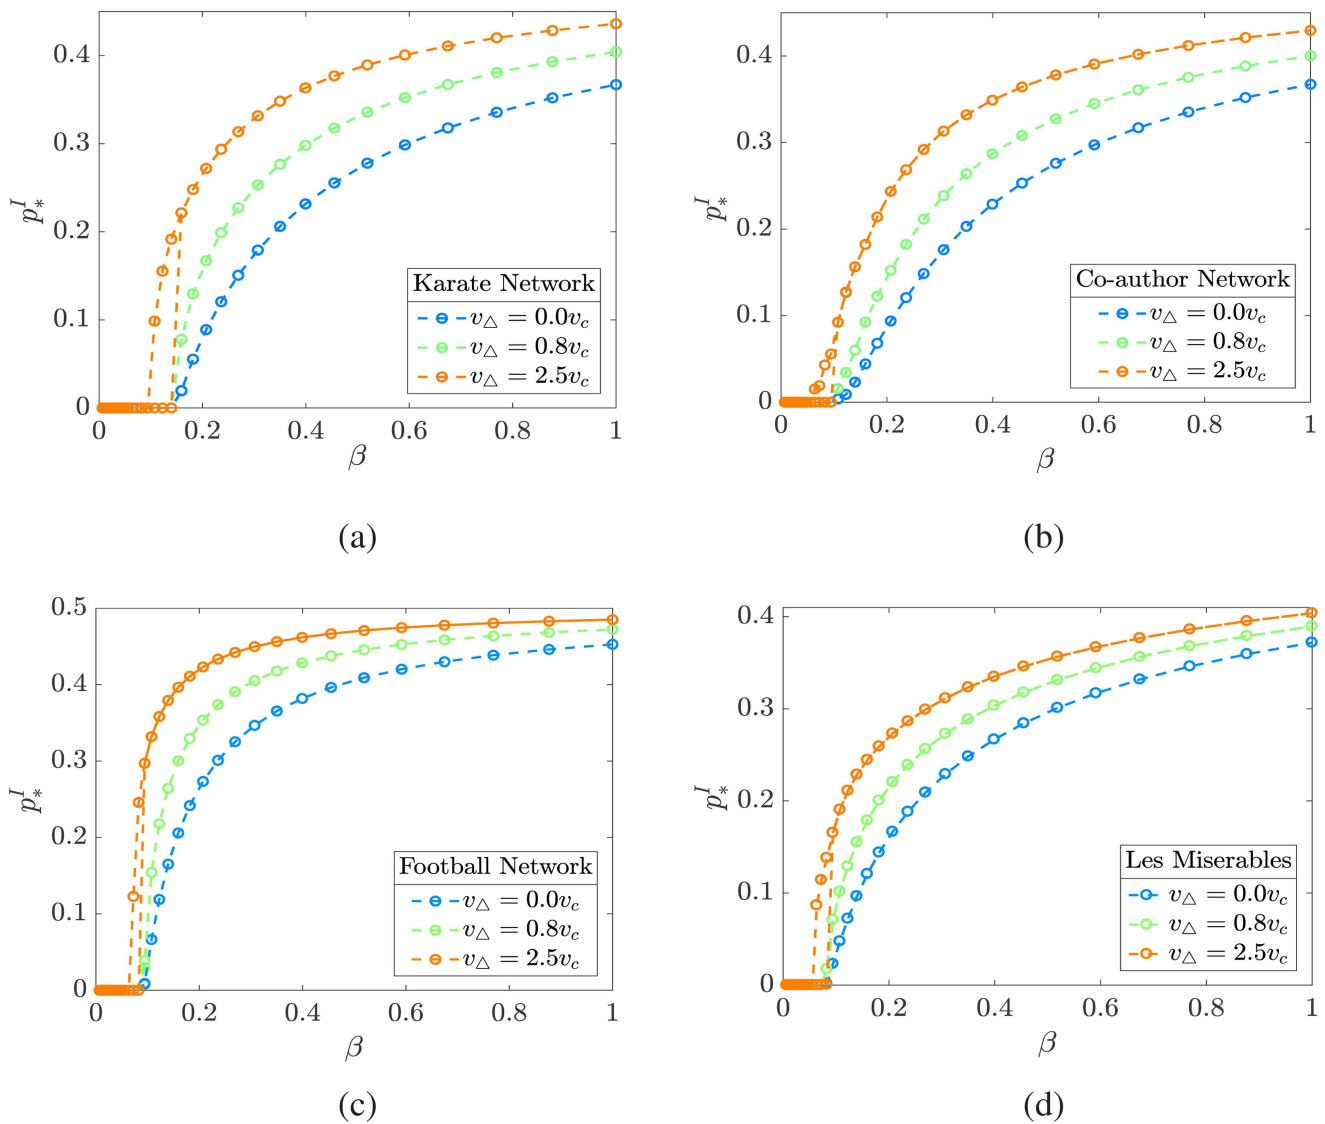 0.4
0.3
0.2
0.1
0
p_*^I
0 0.2 0.4 0.6 0.8 1
β
Karate Network
v_△ = 0.0v_c
v_△ = 0.8v_c
v_△ = 2.5v_c
(a)
0.4
0.3
0.2
0.1
0
p_*^I
0 0.2 0.4 0.6 0.8 1
β
Co-author Network
v_△ = 0.0v_c
v_△ = 0.8v_c
v_△ = 2.5v_c
(b)
0.5
0.4
0.3
0.2
0.1
0
p_*^I
0 0.2 0.4 0.6 0.8 1
β
Football Network
v_△ = 0.0v_c
v_△ = 0.8v_c
v_△ = 2.5v_c
(c)
0.4
0.3
0.2
0.1
0
p_*^I
0 0.2 0.4 0.6 0.8 1
β
Les Miserables
v_△ = 0.0v_c
v_△ = 0.8v_c
v_△ = 2.5v_c
(d)